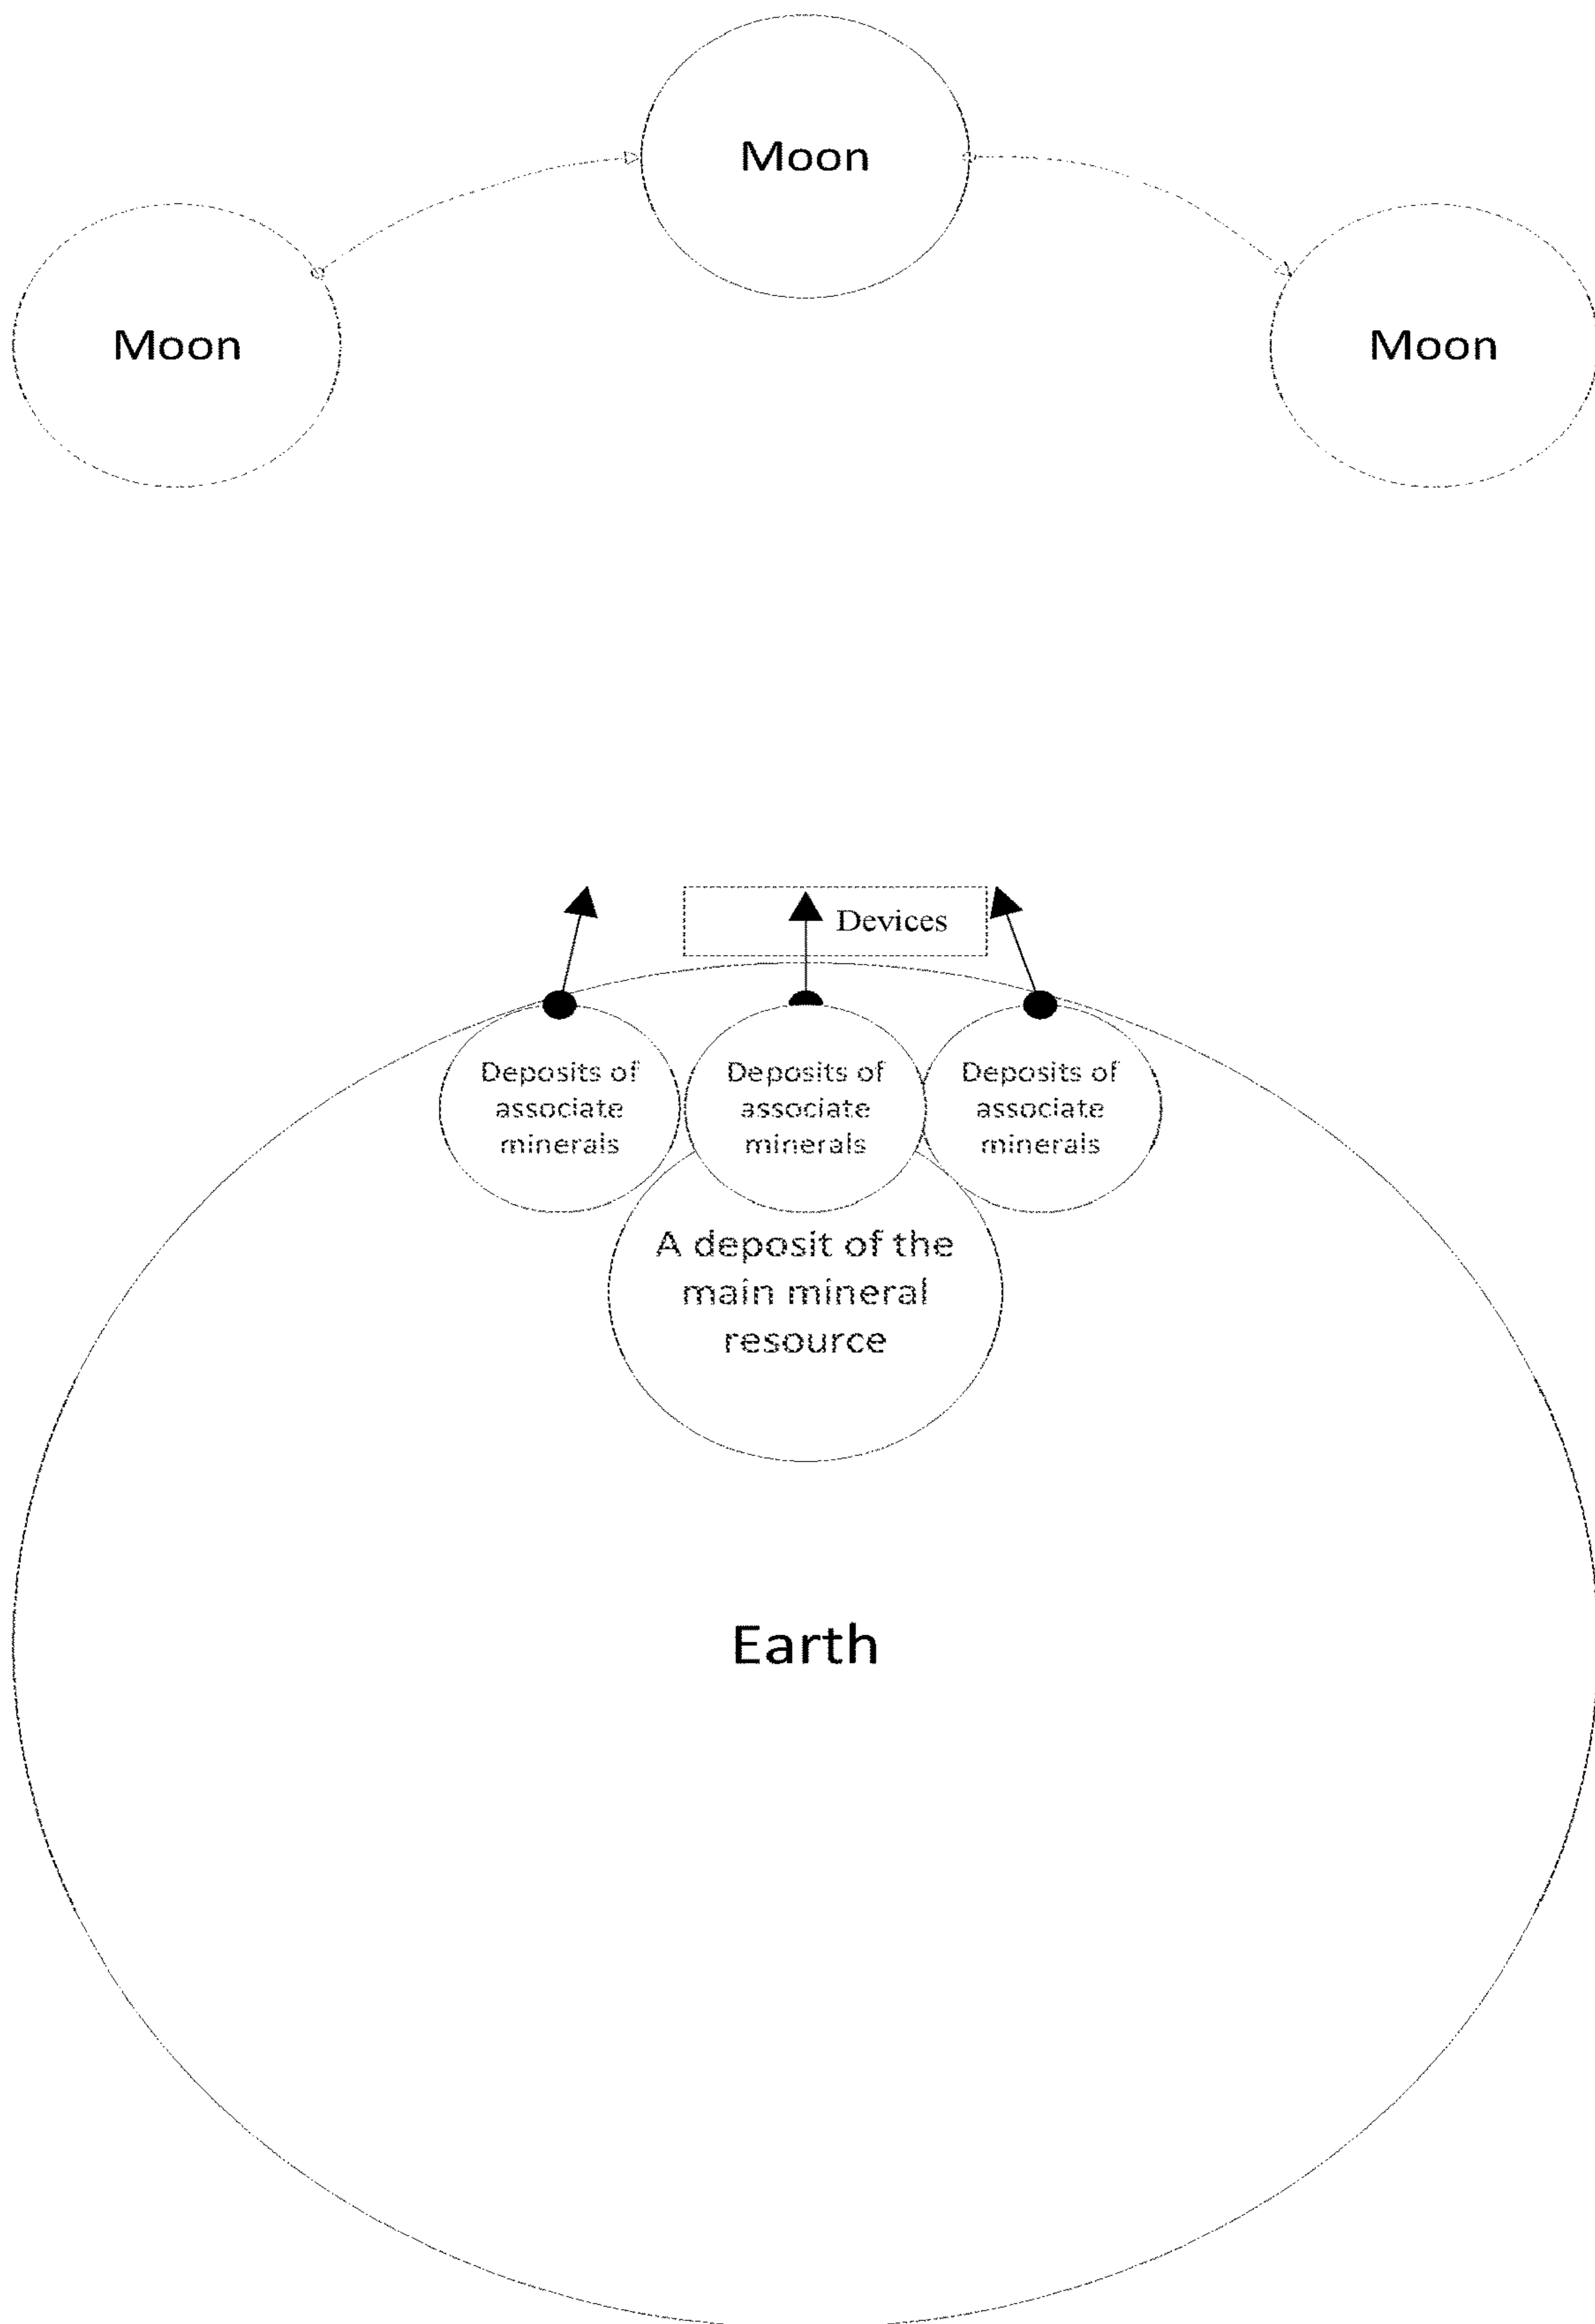 Moon
Moon
Moon
Devices
Deposits of
associate
minerals
Deposits of
associate
minerals
Deposits of
associate
minerals
A deposit of the
main mineral
resource
Earth